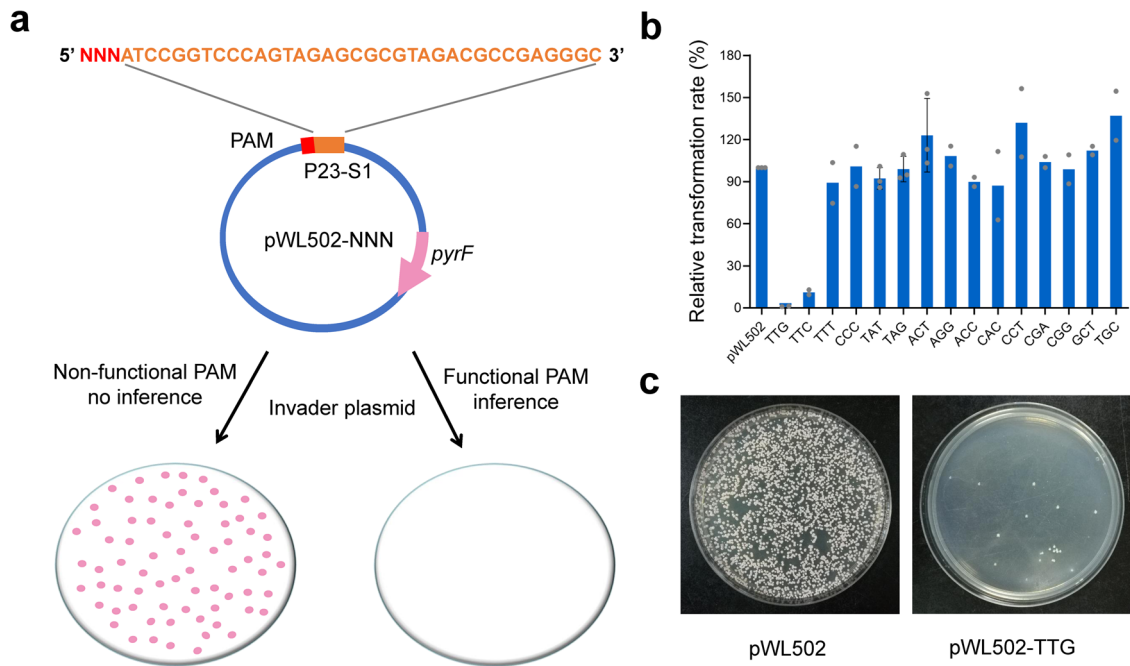 a
5' NNNATCCGGTCCCAGTAGAGCGCGTAGACGCCGAGGGC 3'
PAM
P23-S1
pWL502-NNN
pyrF
Non-functional PAM
no inference
Invader plasmid
Functional PAM
inference
b
Relative transformation rate (%)
180
150
120
90
60
30
0
pWL502
TTG
TTC
TTT
CCC
TAT
TAG
ACT
AGG
ACC
CAC
CCT
CGA
CGG
GCT
TGC
c
pWL502
pWL502-TTG